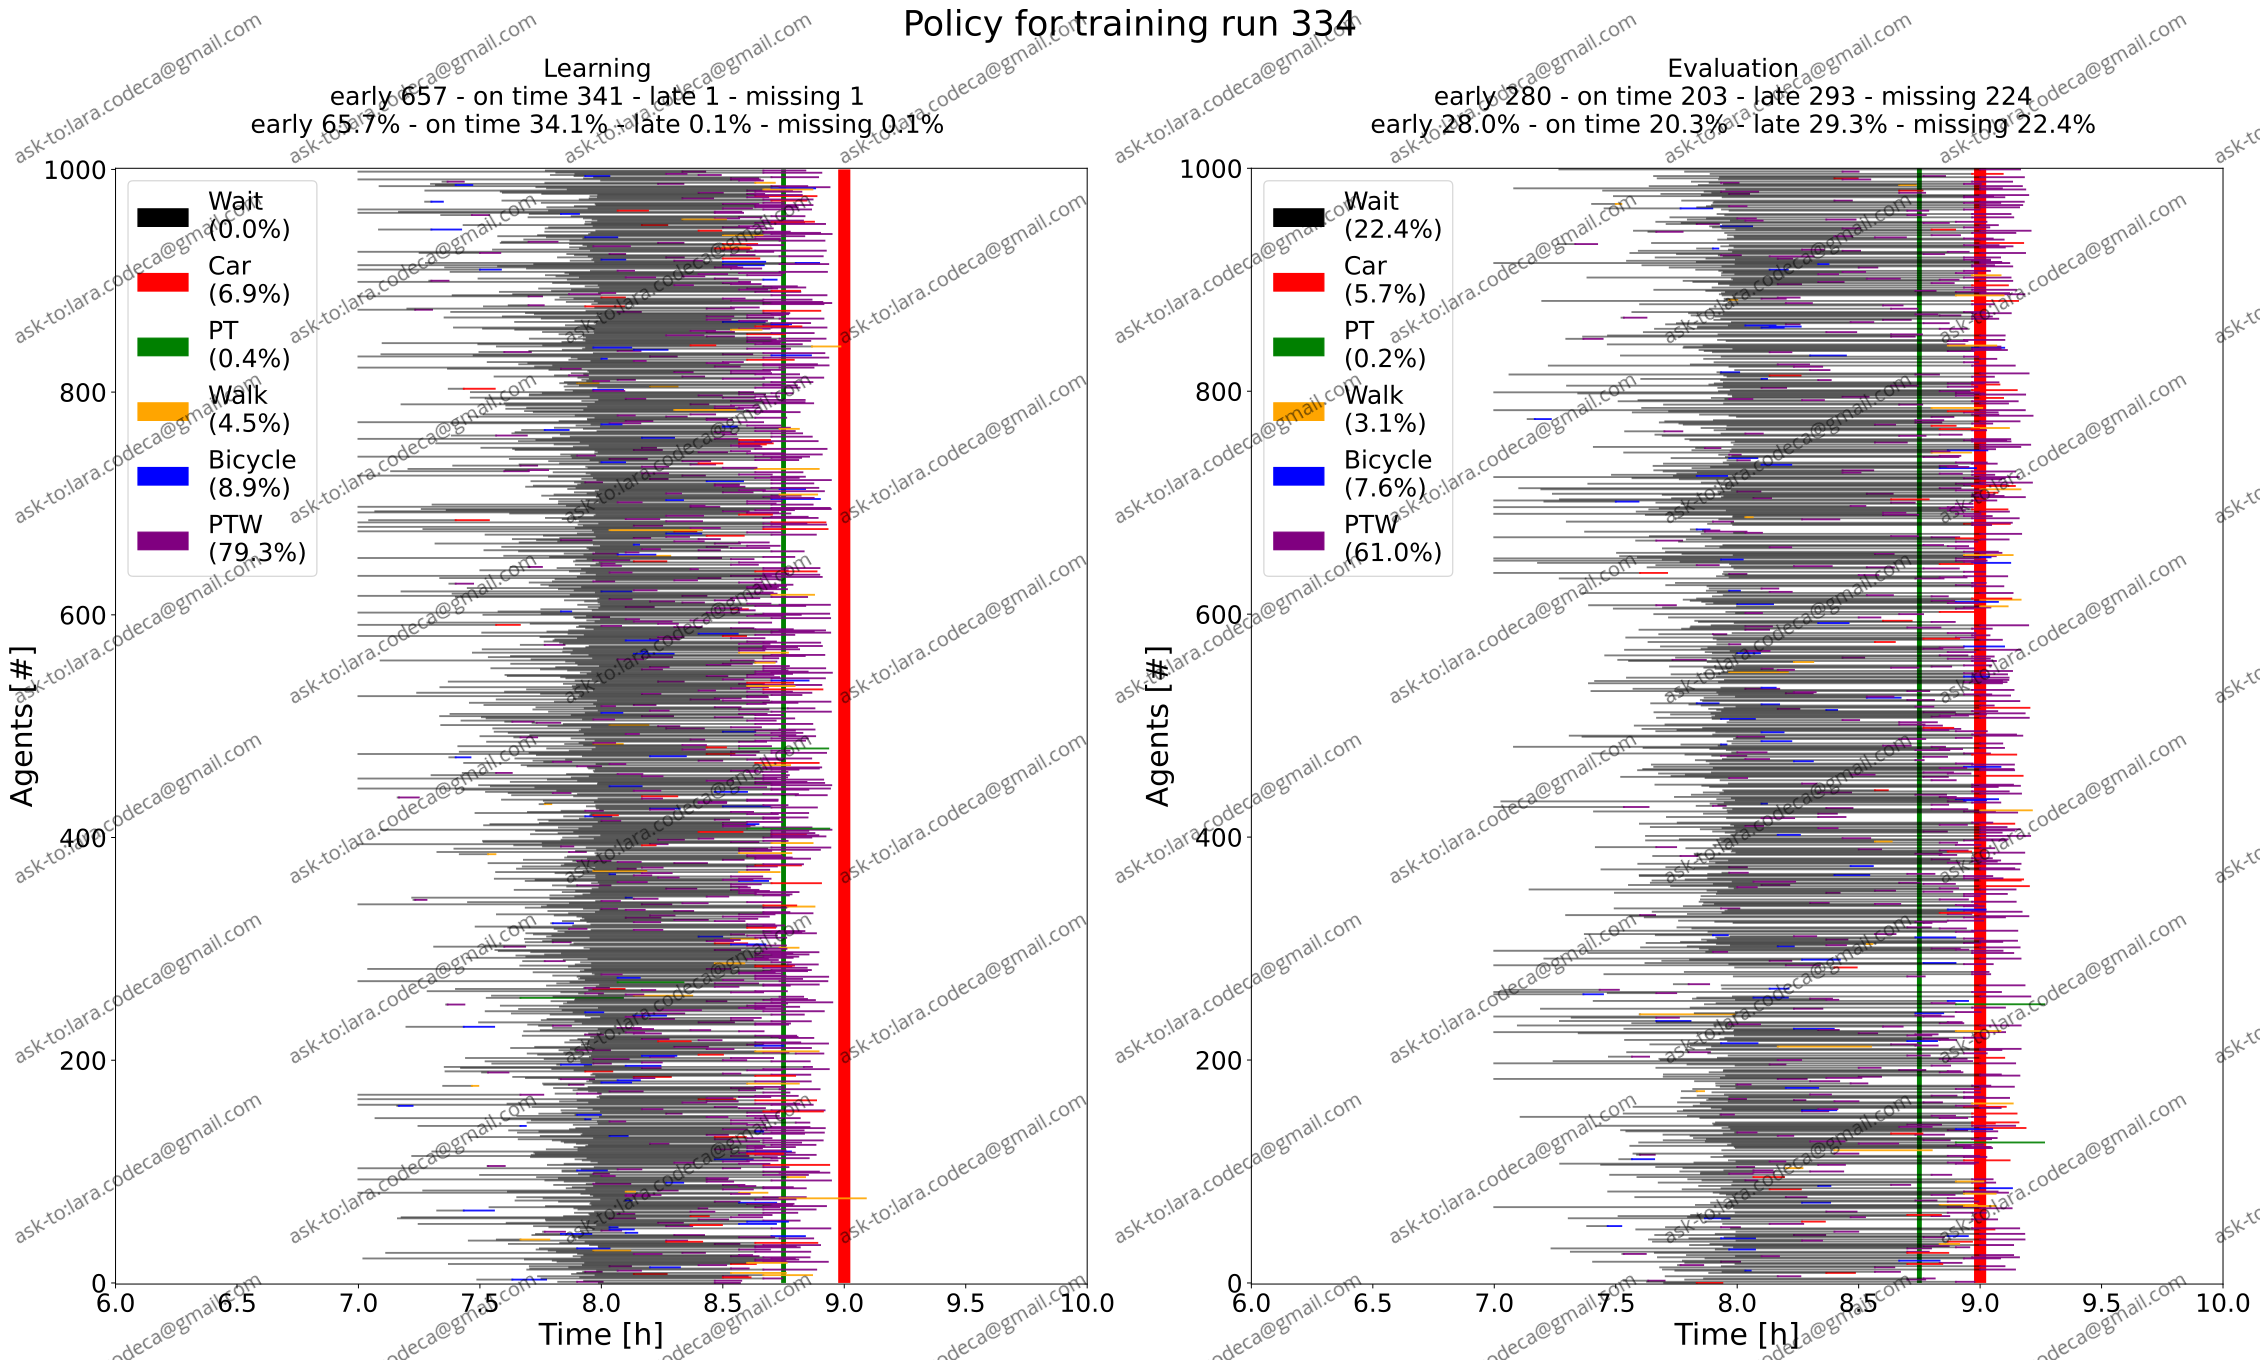 Policy for training run 334
Learning
early 657 - on time 341 - late 1 - missing 1
early 65.7% - on time 34.1% - late 0.1% - missing 0.1%
Wait
(0.0%)
Car
(6.9%)
PT
(0.4%)
Walk
(4.5%)
Bicycle
(8.9%)
PTW
(79.3%)
1000
800
600
400
200
0
Agents [#]
6.0 6.5 7.0 7.5 8.0 8.5 9.0 9.5 10.0
Time [h]
Evaluation
early 280 - on time 203 - late 293 - missing 224
early 28.0% - on time 20.3% - late 29.3% - missing 22.4%
Wait
(22.4%)
Car
(5.7%)
PT
(0.2%)
Walk
(3.1%)
Bicycle
(7.6%)
PTW
(61.0%)
1000
800
600
400
200
0
Agents [#]
6.0 6.5 7.0 7.5 8.0 8.5 9.0 9.5 10.0
Time [h]
ask-to:lara.codeca@gmail.com